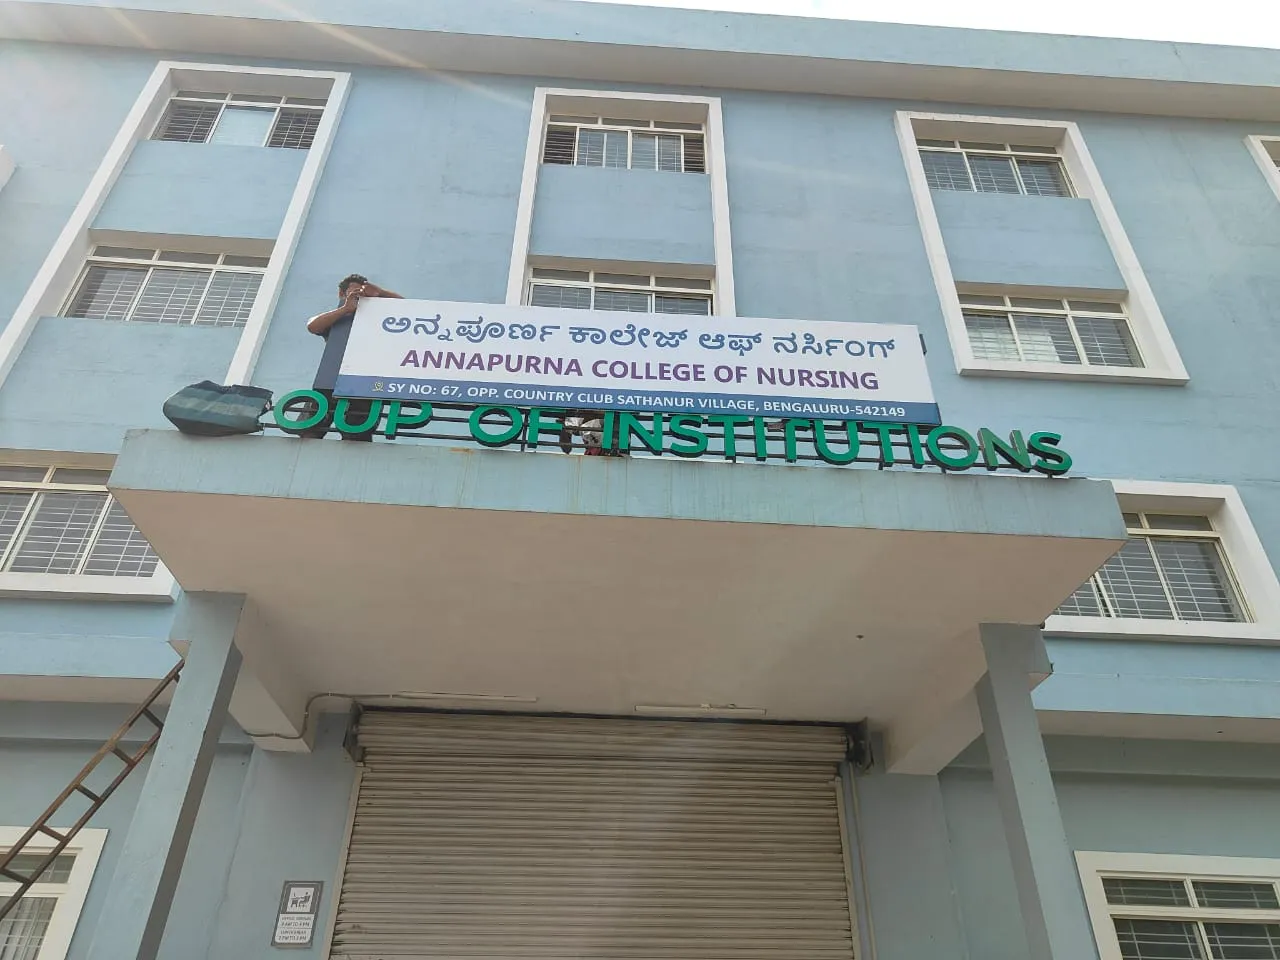 ಅನ್ನಪೂರ್ಣ ಕಾಲೇಜ್ ಆಫ್ ನರ್ಸಿಂಗ್
ANNAPURNA COLLEGE OF NURSING
SY NO: 67, OPP. COUNTRY CLUB SATHANUR VILLAGE, BENGALURU-542149
OUP OF INSTITUTIONS